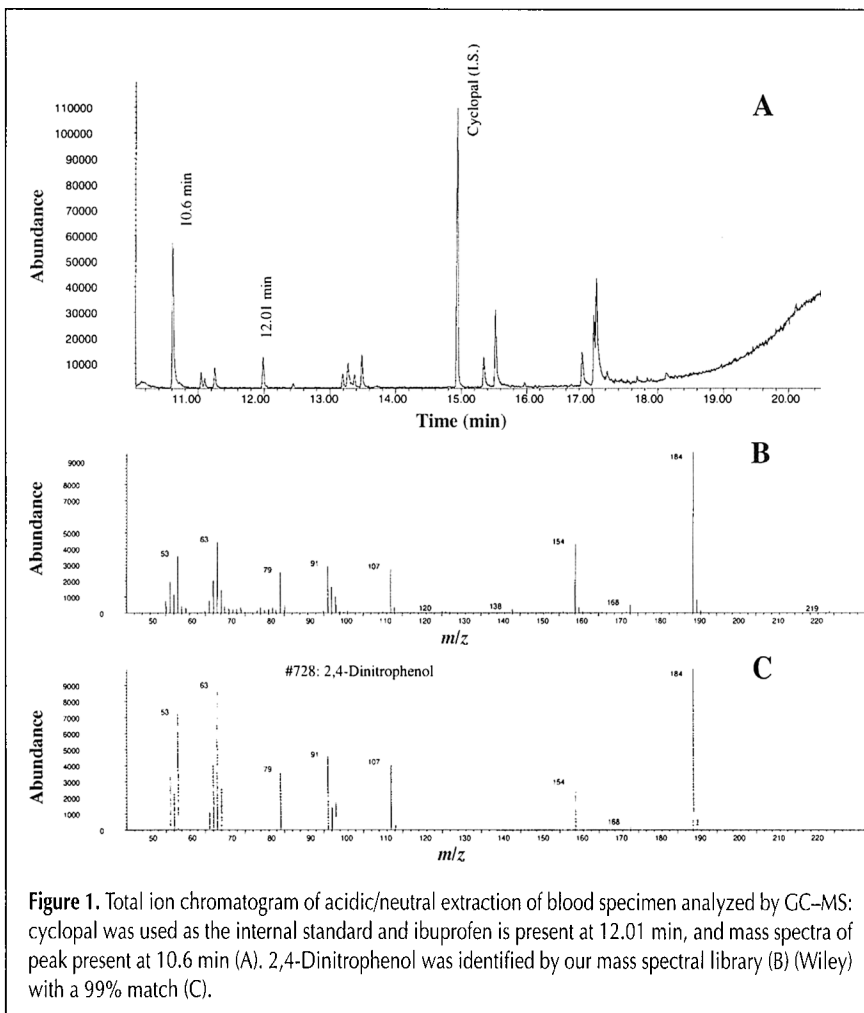 A
Abundance
110000
100000
90000
80000
70000
60000
50000
40000
30000
20000
10000
10.6 min
12.01 min
Cyclopal (I.S.)
11.00 12.00 13.00 14.00 15.00 16.00 17.00 18.00 19.00 20.00
Time (min)
B
Abundance
9000
8000
7000
5000
4000
3000
2000
1000
0
53 63 79 91 107 120 138 154 168 184 219
50 60 70 80 90 100 110 120 130 140 150 160 170 180 190 200 210 220
m/z
#728: 2,4-Dinitrophenol
C
Abundance
9000
8000
7000
6000
5000
4000
3000
2000
1000
0
53 63 79 91 107 154 168 184
50 60 70 80 90 100 110 120 130 140 150 160 170 180 190 200 210 220
m/z
Figure 1. Total ion chromatogram of acidic/neutral extraction of blood specimen analyzed by GC–MS:
cyclopal was used as the internal standard and ibuprofen is present at 12.01 min, and mass spectra of
peak present at 10.6 min (A). 2,4-Dinitrophenol was identified by our mass spectral library (B) (Wiley)
with a 99% match (C).